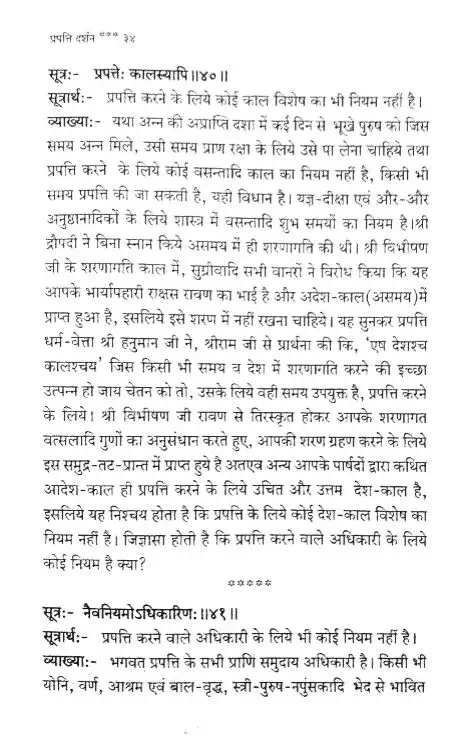 प्रपत्ति दर्शन *** ३४
सूत्र:- प्रपत्ते: कालस्यापि॥४०॥
सूत्रार्थ:- प्रपत्ति करने के लिये कोई काल विशेष का भी नियम नहीं है।
व्याख्या:- यथा अन्न की अप्राप्ति दशा में कई दिन से भूखे पुरुष को जिस
समय अन्न मिले, उसी समय प्राण रक्षा के लिये उसे पा लेना चाहिये तथा
प्रपत्ति करने के लिये कोई वसन्तादि काल का नियम नहीं है, किसी भी
समय प्रपत्ति की जा सकती है, यही विधान है। यज्ञ-दीक्षा एवं और-और
अनुष्ठानादिकों के लिये शास्त्र में वसन्तादि शुभ समयों का नियम है।श्री
द्रौपदी ने बिना स्नान किये असमय में ही शरणागति की थी। श्री विभीषण
जी के शरणागति काल में, सुग्रीवादि सभी वानरों ने विरोध किया कि यह
आपके भार्यापहारी राक्षस रावण का भाई है और अदेश-काल(असमय)में
प्राप्त हुआ है, इसलिये इसे शरण में नहीं रखना चाहिये। यह सुनकर प्रपत्ति
धर्म-वेत्ता श्री हनुमान जी ने, श्रीराम जी से प्रार्थना की कि, 'एष देशश्च
कालश्चय' जिस किसी भी समय व देश में शरणागति करने की इच्छा
उत्पन्न हो जाय चेतन को तो, उसके लिये वही समय उपयुक्त है, प्रपत्ति करने
के लिये। श्री विभीषण जी रावण से तिरस्कृत होकर आपके शरणागत
वत्सलादि गुणों का अनुसंधान करते हुए, आपकी शरण ग्रहण करने के लिये
इस समुद्र-तट-प्रान्त में प्राप्त हुये है अतएव अन्य आपके पार्षदों द्वारा कथित
आदेश-काल ही प्रपत्ति करने के लिये उचित और उत्तम देश-काल है,
इसलिये यह निश्चय होता है कि प्रपत्ति के लिये कोई देश-काल विशेष का
नियम नहीं है। जिज्ञासा होती है कि प्रपत्ति करने वाले अधिकारी के लिये
कोई नियम है क्या?
*****
सूत्र:- नैवनियमोऽधिकारिण:॥४१॥
सूत्रार्थ:- प्रपत्ति करने वाले अधिकारी के लिये भी कोई नियम नहीं है।
व्याख्या:- भगवत प्रपत्ति के सभी प्राणि समुदाय अधिकारी है। किसी भी
योनि, वर्ण, आश्रम एवं बाल-वृद्ध, स्त्री-पुरुष-नपुंसकादि भेद से भावित